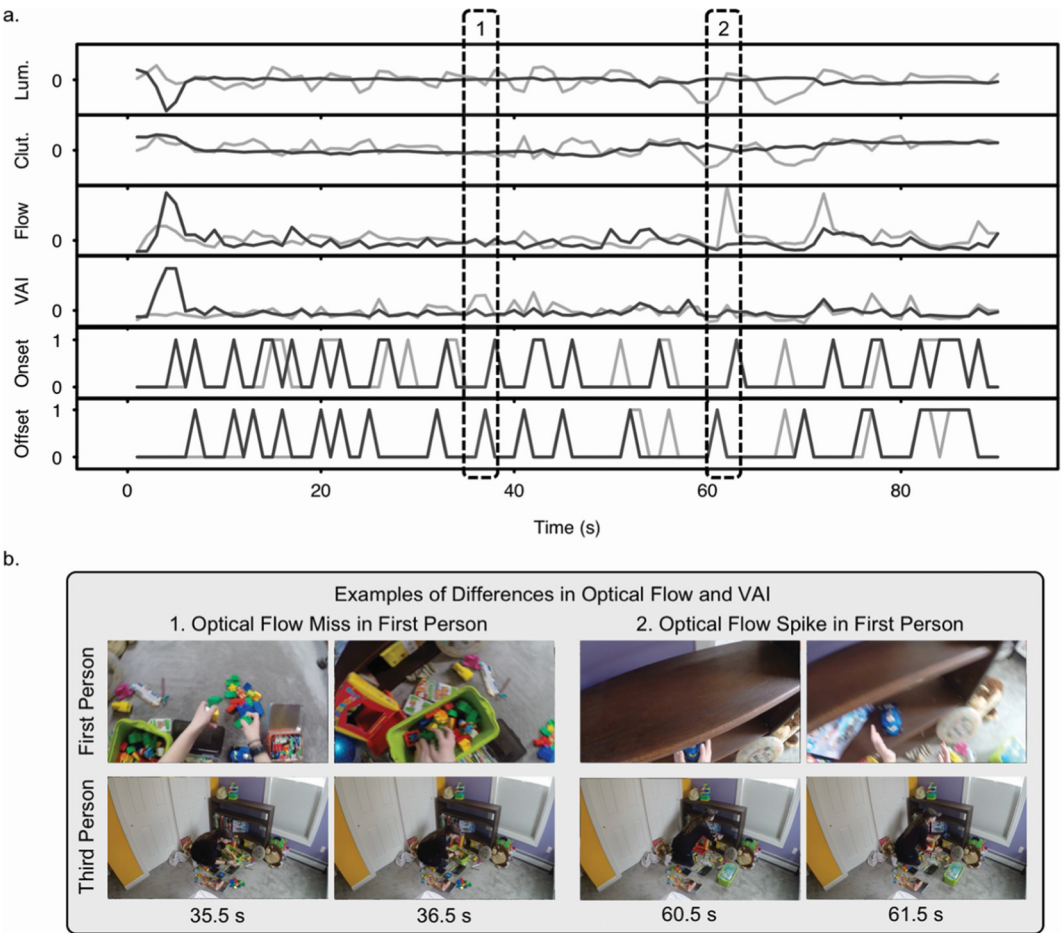 a.
1
2
Lum.
0
Clut.
0
Flow
0
VAI
0
Onset
1
0
Offset
1
0
0
20
40
60
80
Time (s)
b.
Examples of Differences in Optical Flow and VAI
1. Optical Flow Miss in First Person
2. Optical Flow Spike in First Person
First Person
Third Person
35.5 s
36.5 s
60.5 s
61.5 s